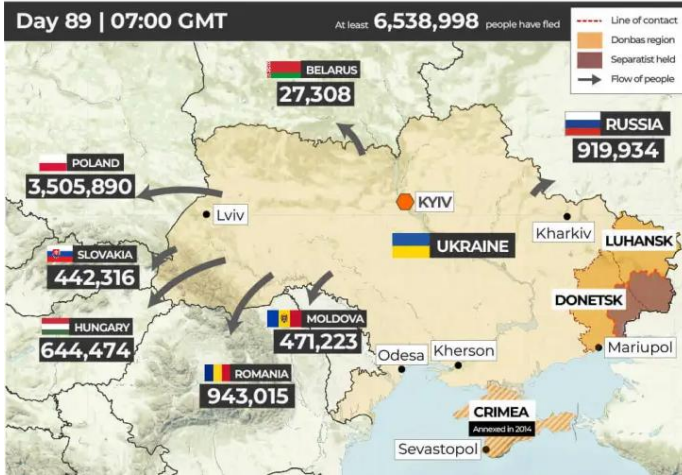 Day 89 | 07:00 GMT
At least 6,538,998 people have fled
Line of contact
Donbas region
Separatist held
Flow of people
BELARUS
27,308
RUSSIA
919,934
POLAND
3,505,890
Lviv
KYIV
UKRAINE
Kharkiv
LUHANSK
SLOVAKIA
442,316
DONETSK
HUNGARY
644,474
MOLDOVA
471,223
Mariupol
Odesa
Kherson
ROMANIA
943,015
CRIMEA
Annexed in 2014
Sevastopol